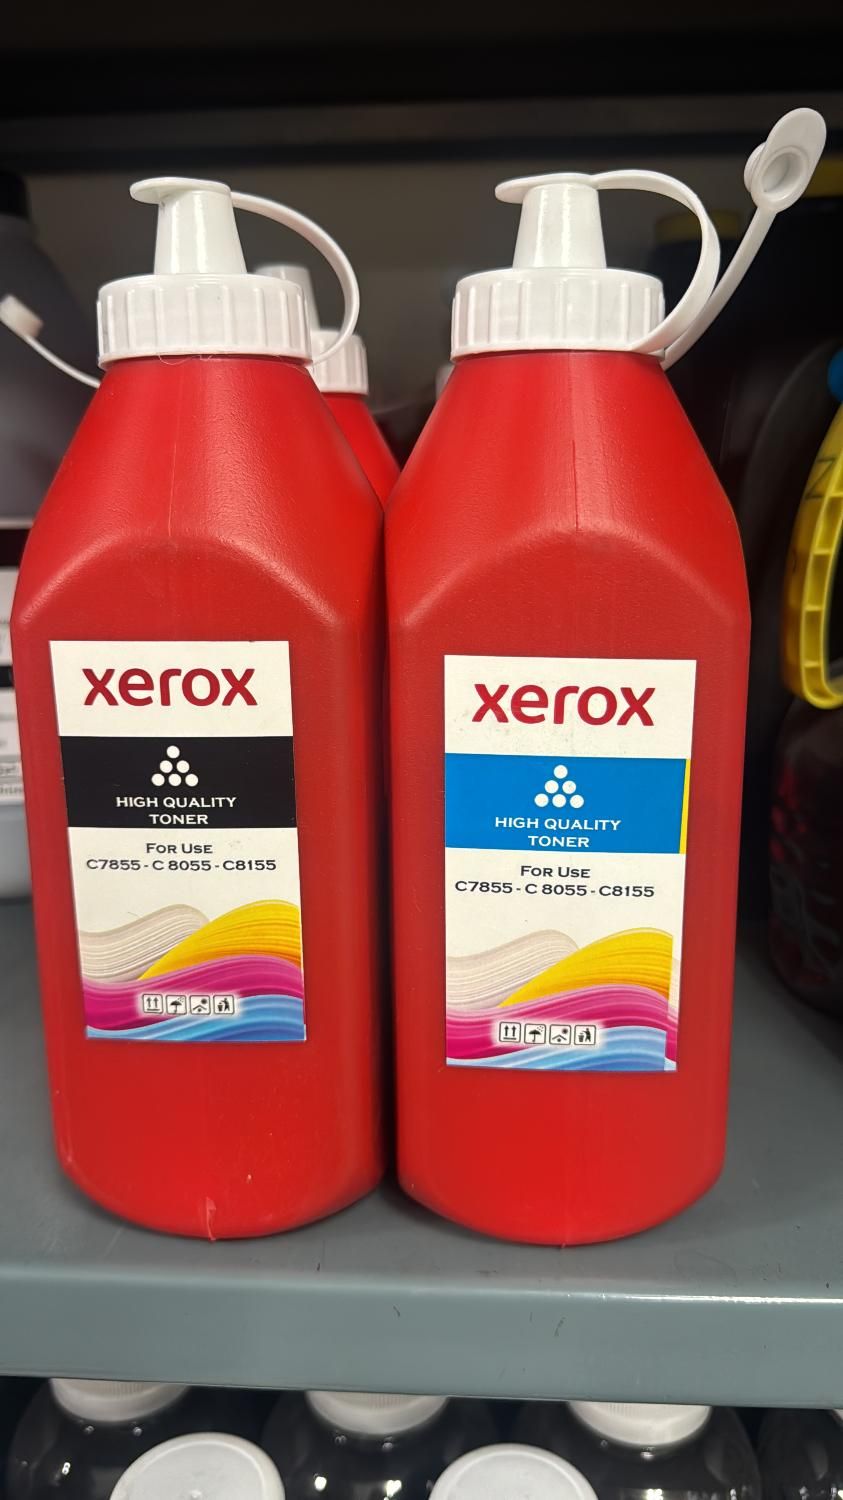 xerox
HIGH QUALITY
TONER
FOR USE
C7855 - C 8055 - C8155
xerox
HIGH QUALITY
TONER
FOR USE
C7855 - C 8055 - C8155